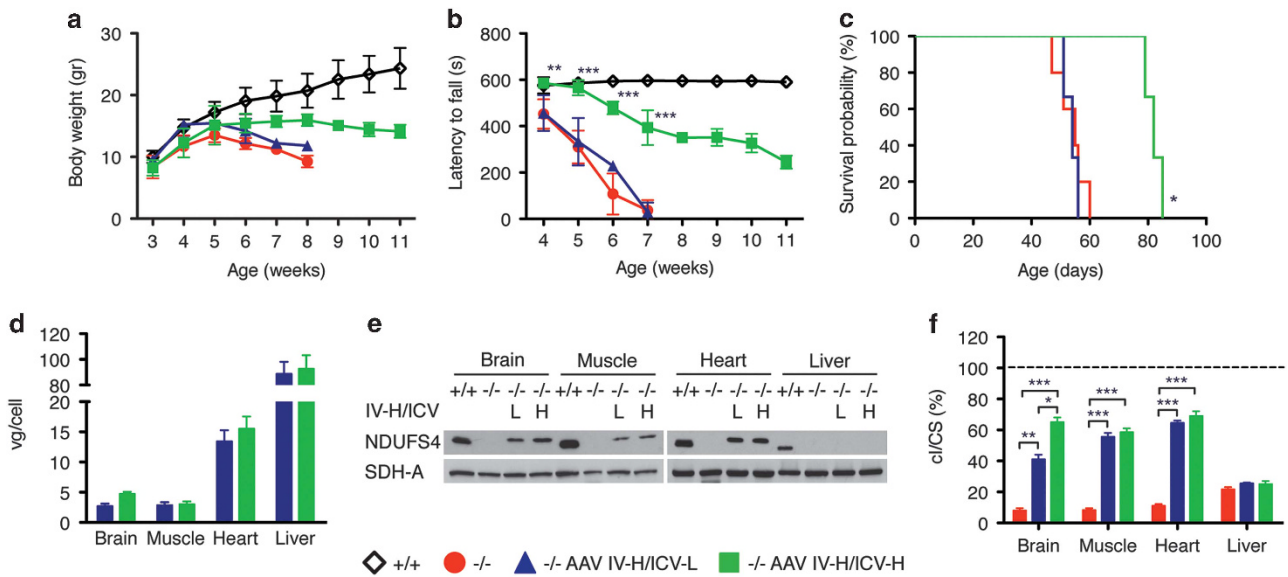 a
Body weight (gr)
30
20
10
0
3 4 5 6 7 8 9 10 11
Age (weeks)
b
Latency to fall (s)
800
600
400
200
0
** *** *** ***
4 5 6 7 8 9 10 11
Age (weeks)
c
Survival probability (%)
100
80
60
40
20
0
*
0 20 40 60 80 100
Age (days)
d
vg/cell
120
100
80
20
15
10
5
0
Brain Muscle Heart Liver
e
Brain Muscle Heart Liver
+/+ -/- -/- -/- +/+ -/- -/- -/- +/+ -/- -/- -/- +/+ -/- -/- -/-
IV-H/ICV L H L H L H L H
NDUFS4
SDH-A
f
cI/CS (%)
120
100
80
60
40
20
0
*** * **
*** ***
*** ***
Brain Muscle Heart Liver
+/+ -/- -/- AAV IV-H/ICV-L -/- AAV IV-H/ICV-H